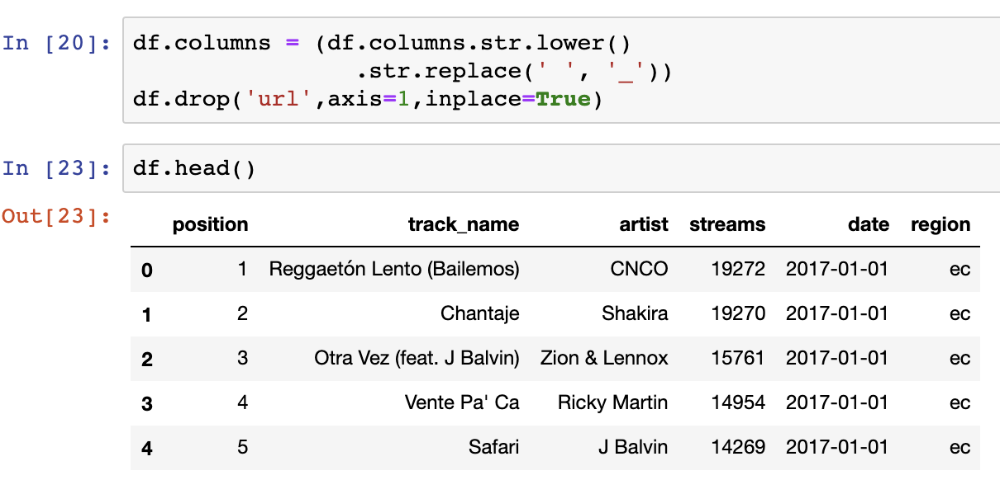 In [20]: df.columns = (df.columns.str.lower()
.str.replace(' ', '_'))
df.drop('url',axis=1,inplace=True)
In [23]: df.head()
Out[23]:
position track_name artist streams date region
0 1 Reggaetón Lento (Bailemos) CNCO 19272 2017-01-01 ec
1 2 Chantaje Shakira 19270 2017-01-01 ec
2 3 Otra Vez (feat. J Balvin) Zion & Lennox 15761 2017-01-01 ec
3 4 Vente Pa' Ca Ricky Martin 14954 2017-01-01 ec
4 5 Safari J Balvin 14269 2017-01-01 ec